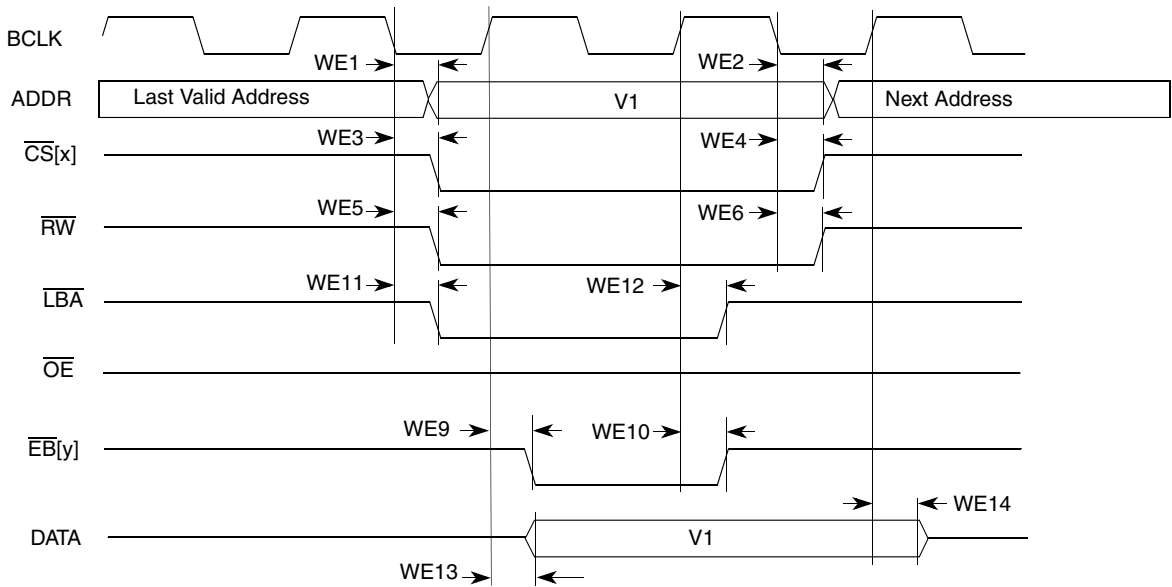 BCLK
WE1
WE2
ADDR
Last Valid Address
V1
Next Address
WE3
WE4
CS[x]
WE5
WE6
RW
WE11
WE12
LBA
OE
WE9
WE10
EB[y]
WE14
DATA
V1
WE13